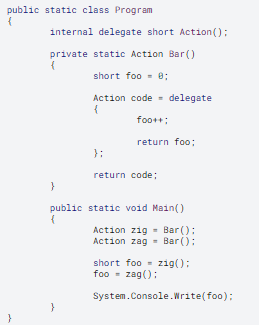 public static class Program
{
internal delegate short Action();
private static Action Bar()
{
short foo = 0;
Action code = delegate
{
foo++;
return foo;
};
return code;
}
public static void Main()
{
Action zig = Bar();
Action zag = Bar();
short foo = zig();
foo = zag();
System.Console.Write(foo);
}
}